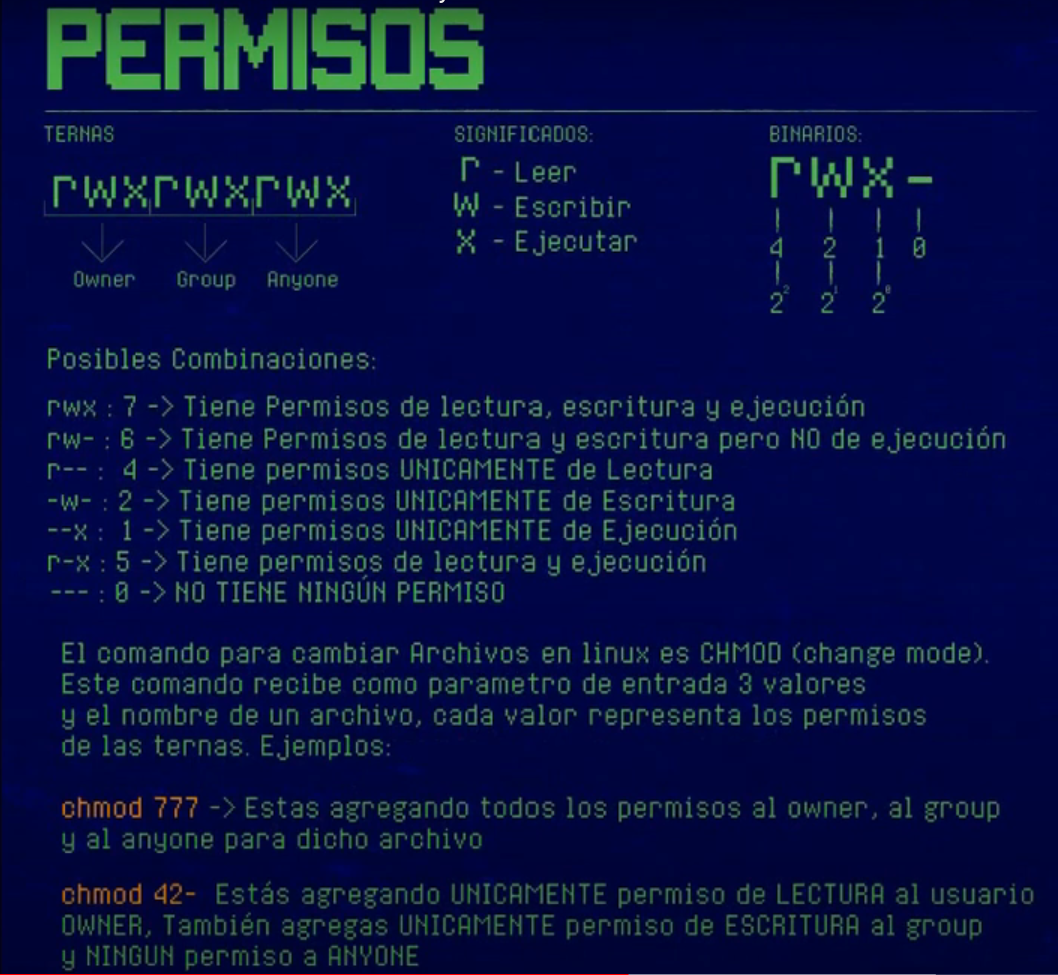 PERMISOS
TERNAS
rwxrwxrwx
Owner Group Anyone
SIGNIFICADOS:
r - Leer
W - Escribir
X - Ejecutar
BINARIOS:
rwx-
4 2 1 0
2² 2¹ 2⁰
Posibles Combinaciones:
rwx : 7 -> Tiene Permisos de lectura, escritura y ejecución
rw- : 6 -> Tiene Permisos de lectura y escritura pero NO de ejecución
r-- : 4 -> Tiene permisos UNICAMENTE de Lectura
-w- : 2 -> Tiene permisos UNICAMENTE de Escritura
--x : 1 -> Tiene permisos UNICAMENTE de Ejecución
r-x : 5 -> Tiene permisos de lectura y ejecución
--- : 0 -> NO TIENE NINGÚN PERMISO
El comando para cambiar Archivos en linux es CHMOD (change mode).
Este comando recibe como parametro de entrada 3 valores
y el nombre de un archivo, cada valor representa los permisos
de las ternas. Ejemplos:
chmod 777 -> Estas agregando todos los permisos al owner, al group
y al anyone para dicho archivo
chmod 42- Estás agregando UNICAMENTE permiso de LECTURA al usuario
OWNER, También agregas UNICAMENTE permiso de ESCRITURA al group
y NINGUN permiso a ANYONE